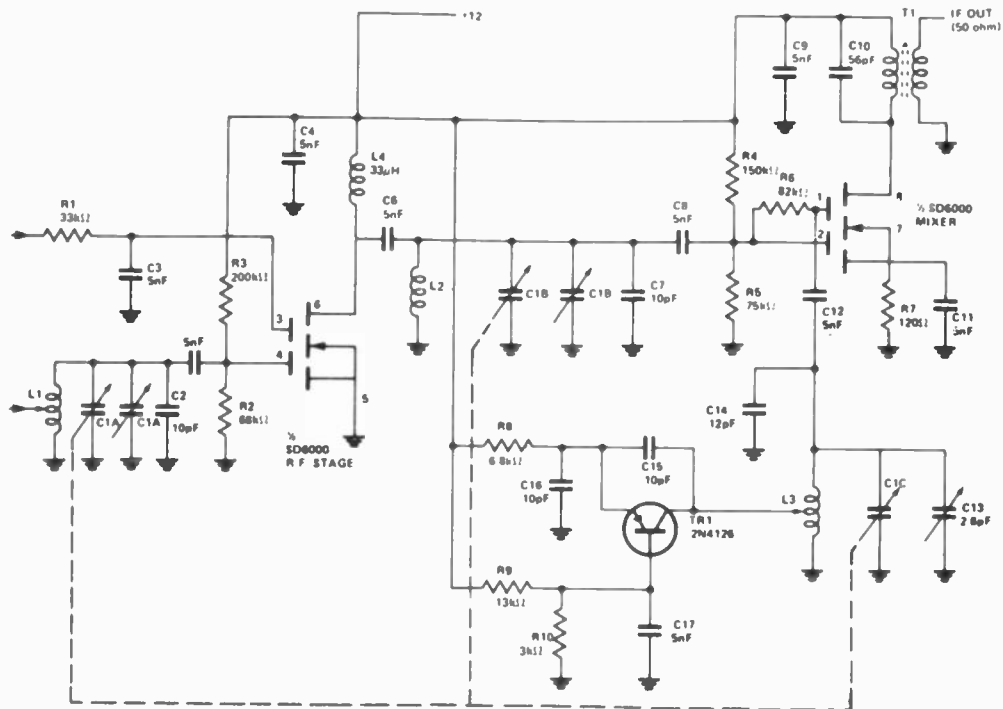 +12
T1
IF OUT
(50 ohm)
C9
5nF
C10
56pF
C4
5nF
L4
33μH
R4
150kΩ
R6
82kΩ
1
8
½ SD6000
MIXER
R1
33kΩ
C6
5nF
C8
5nF
2
7
C3
5nF
R3
200kΩ
L2
C1B
C1B
C7
10pF
R5
75kΩ
C12
5nF
R7
120Ω
C11
5nF
3
6
5nF
4
5
L1
C1A
C1A
C2
10pF
R2
68kΩ
½
SD6000
RF STAGE
C14
12pF
R8
6.8kΩ
C15
10pF
C16
10pF
L3
C1C
C13
2.8pF
TR1
2N4126
R9
13kΩ
R10
3kΩ
C17
5nF